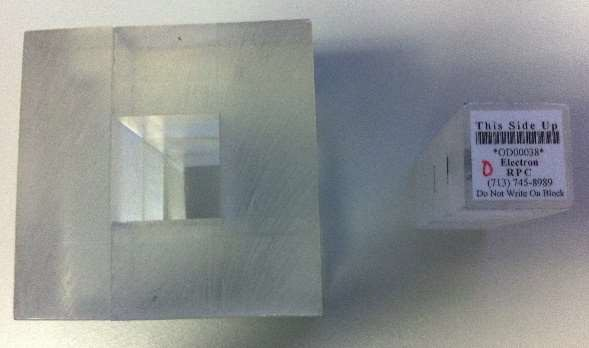 This Side Up
*OD00038*
Electron
D
RPC
(713) 745-8989
Do Not Write On Block